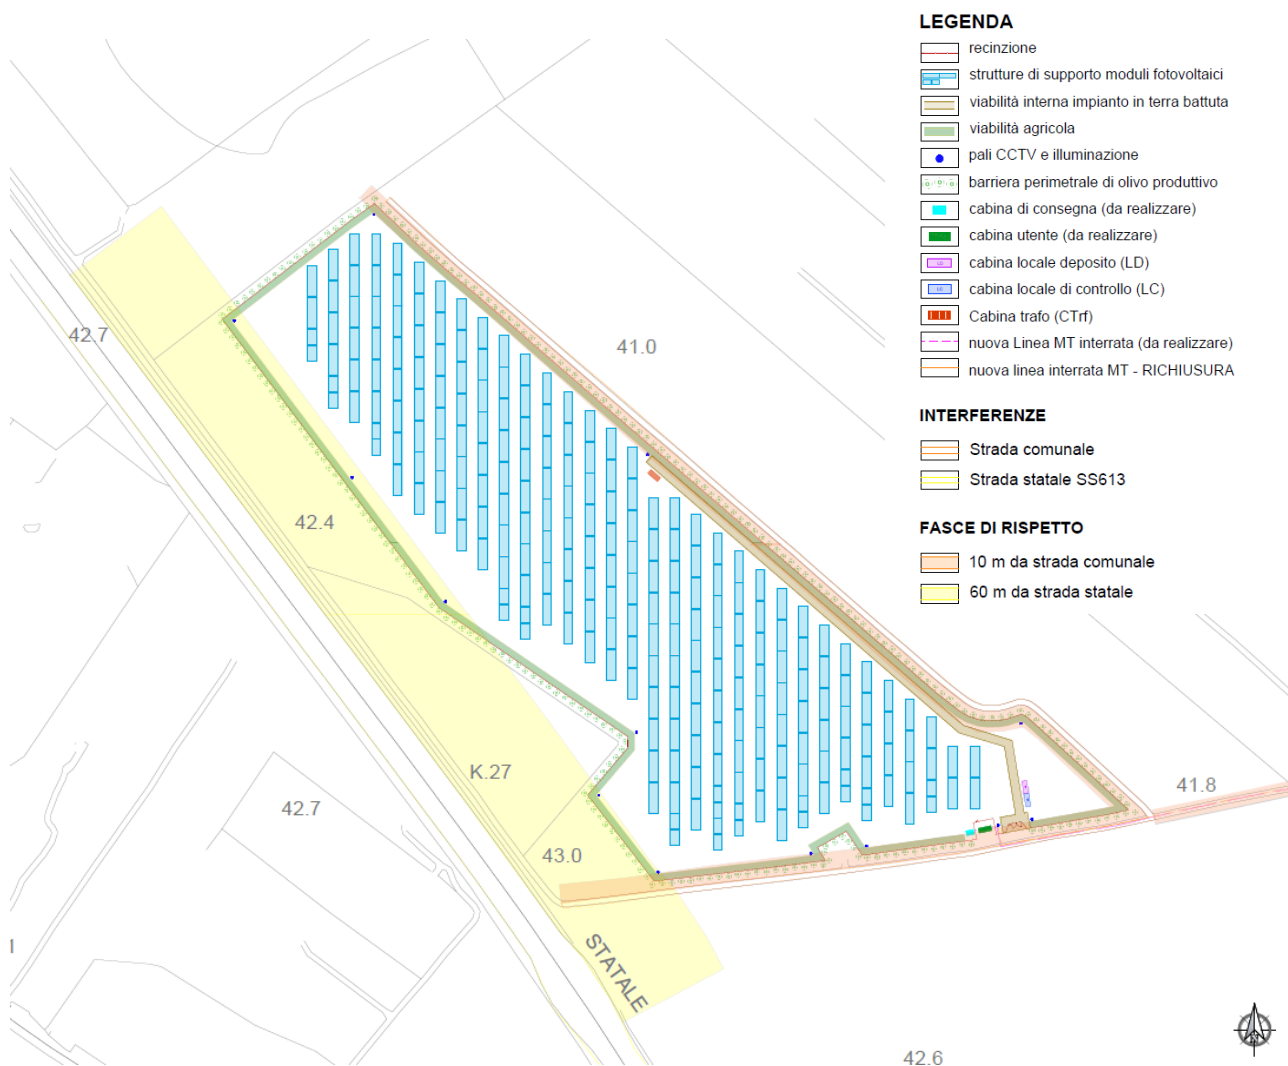 LEGENDA
recinzione
strutture di supporto moduli fotovoltaici
viabilità interna impianto in terra battuta
viabilità agricola
pali CCTV e illuminazione
barriera perimetrale di olivo produttivo
cabina di consegna (da realizzare)
cabina utente (da realizzare)
cabina locale deposito (LD)
cabina locale di controllo (LC)
Cabina trafo (CTrf)
nuova Linea MT interrata (da realizzare)
nuova linea interrata MT - RICHIUSURA
INTERFERENZE
Strada comunale
Strada statale SS613
FASCE DI RISPETTO
10 m da strada comunale
60 m da strada statale
42.7
41.0
42.4
K.27
42.7
43.0
41.8
STATALE
42.6